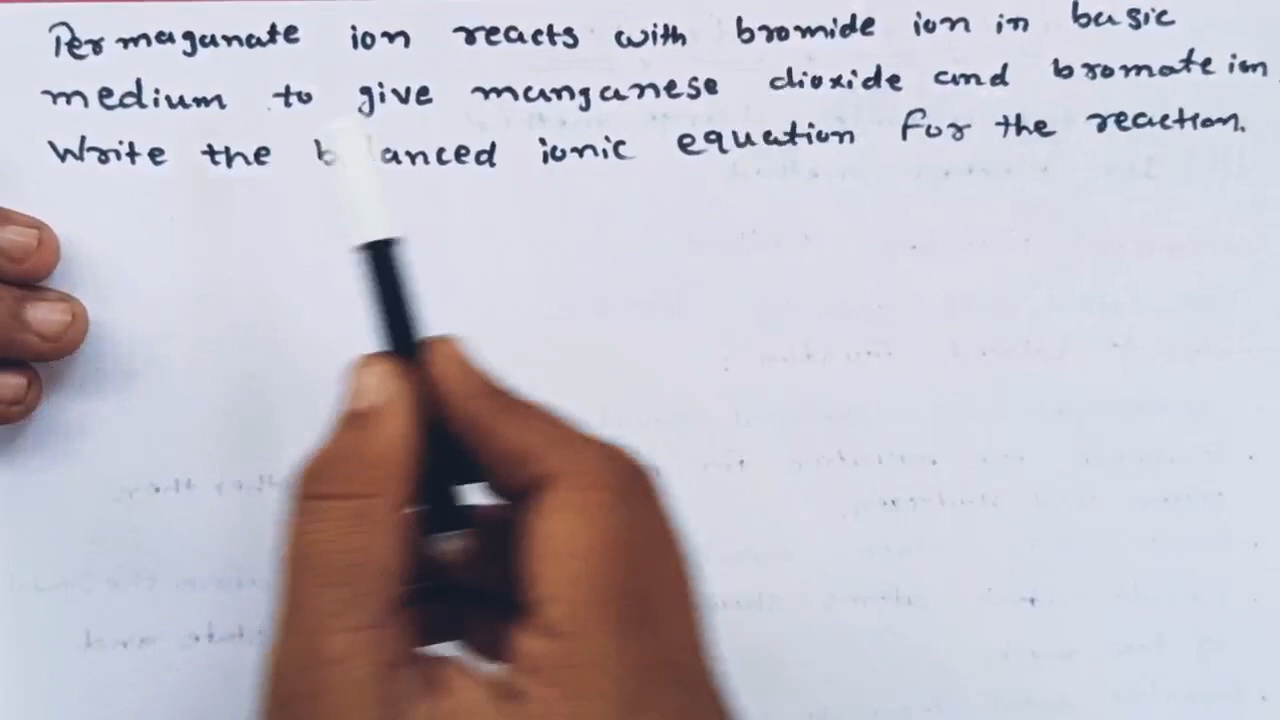 Permaganate ion reacts with bromide ion in basic
medium to give manganese dioxide and bromate ion
Write the b anced ionic equation for the reaction.